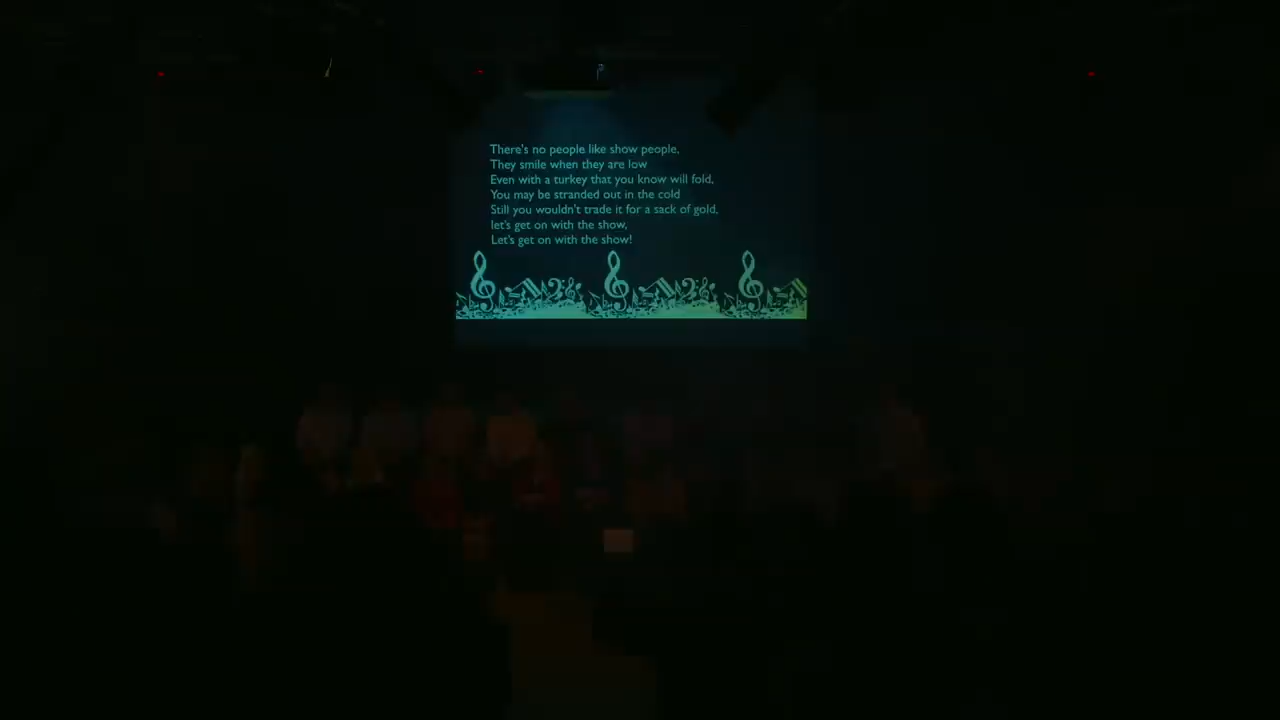 There's no people like show people,
They smile when they are low
Even with a turkey that you know will fold,
You may be stranded out in the cold
Still you wouldn't trade it for a sack of gold,
let's get on with the show,
Let's get on with the show!